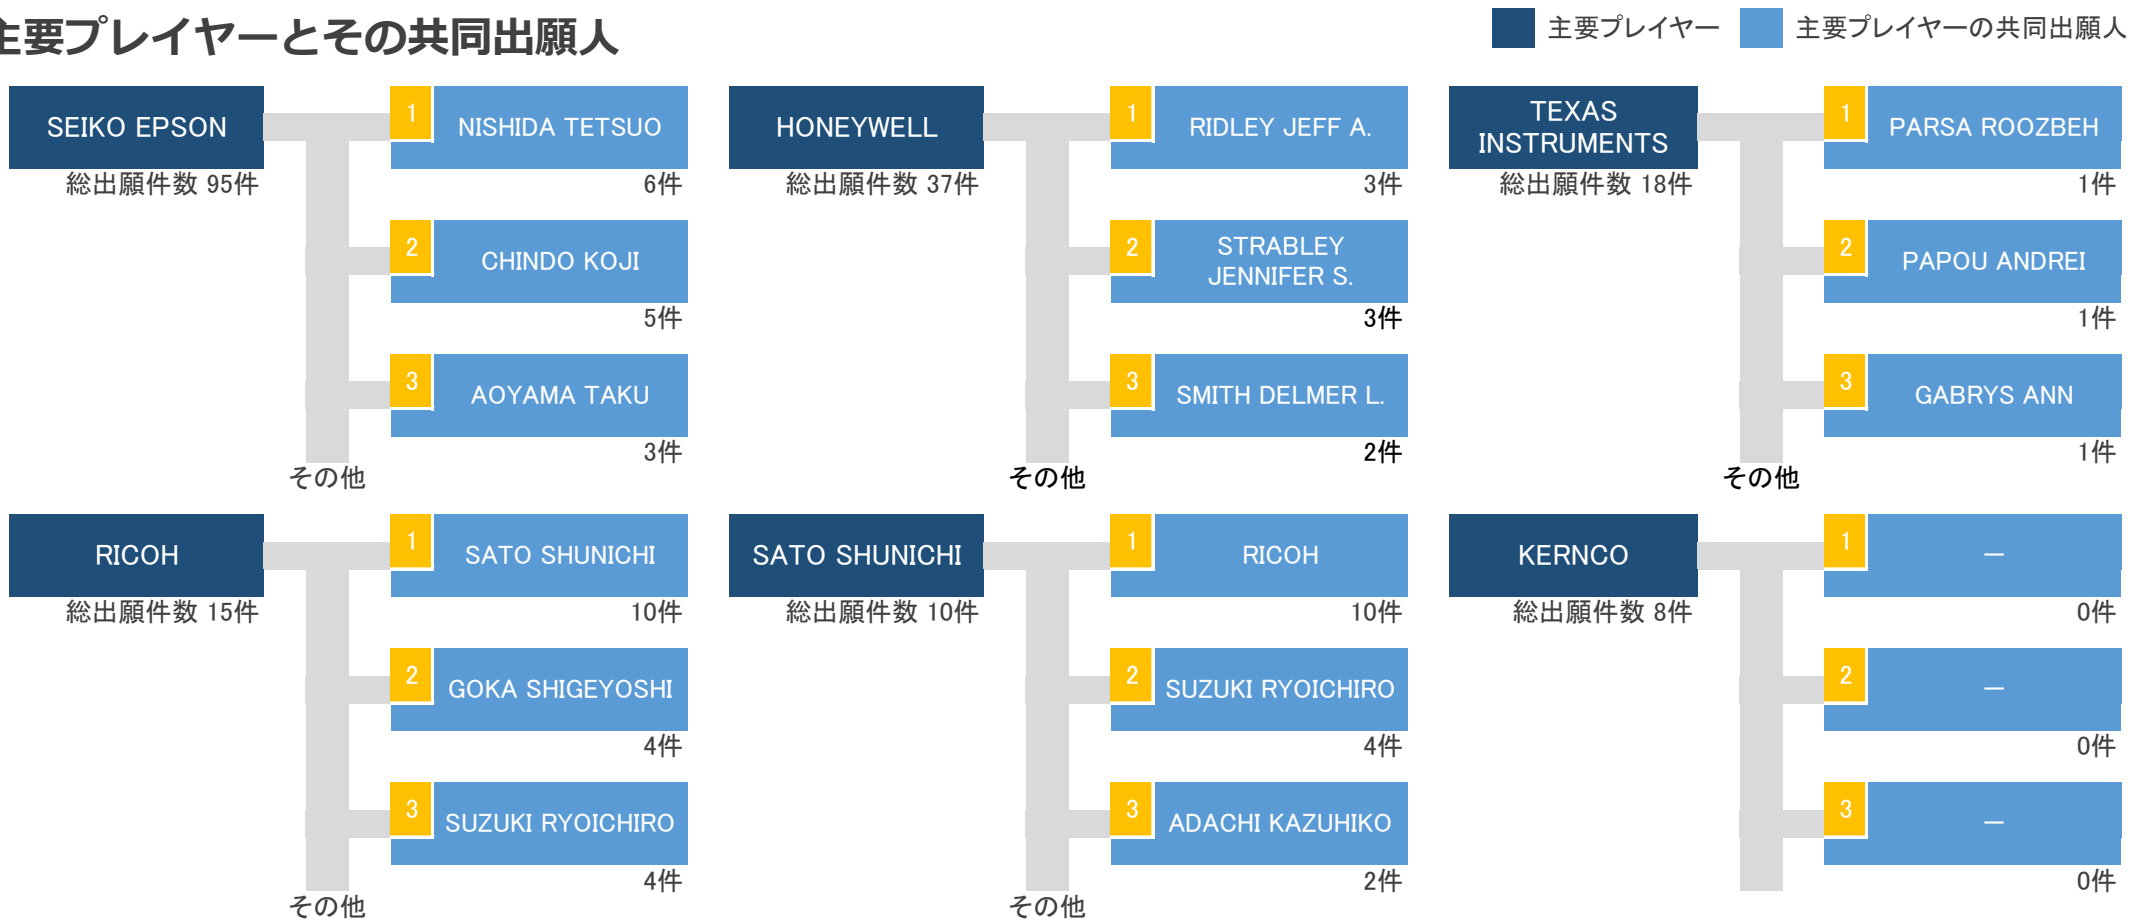 主要プレイヤーとその共同出願人
主要プレイヤー
主要プレイヤーの共同出願人
SEIKO EPSON
総出願件数 95件
1
NISHIDA TETSUO
6件
2
CHINDO KOJI
5件
3
AOYAMA TAKU
3件
その他
HONEYWELL
総出願件数 37件
1
RIDLEY JEFF A.
3件
2
STRABLEY
JENNIFER S.
3件
3
SMITH DELMER L.
2件
その他
TEXAS
INSTRUMENTS
総出願件数 18件
1
PARSA ROOZBEH
1件
2
PAPOU ANDREI
1件
3
GABRYS ANN
1件
その他
RICOH
総出願件数 15件
1
SATO SHUNICHI
10件
2
GOKA SHIGEYOSHI
4件
3
SUZUKI RYOICHIRO
4件
その他
SATO SHUNICHI
総出願件数 10件
1
RICOH
10件
2
SUZUKI RYOICHIRO
4件
3
ADACHI KAZUHIKO
2件
その他
KERNCO
総出願件数 8件
1
－
0件
2
－
0件
3
－
0件